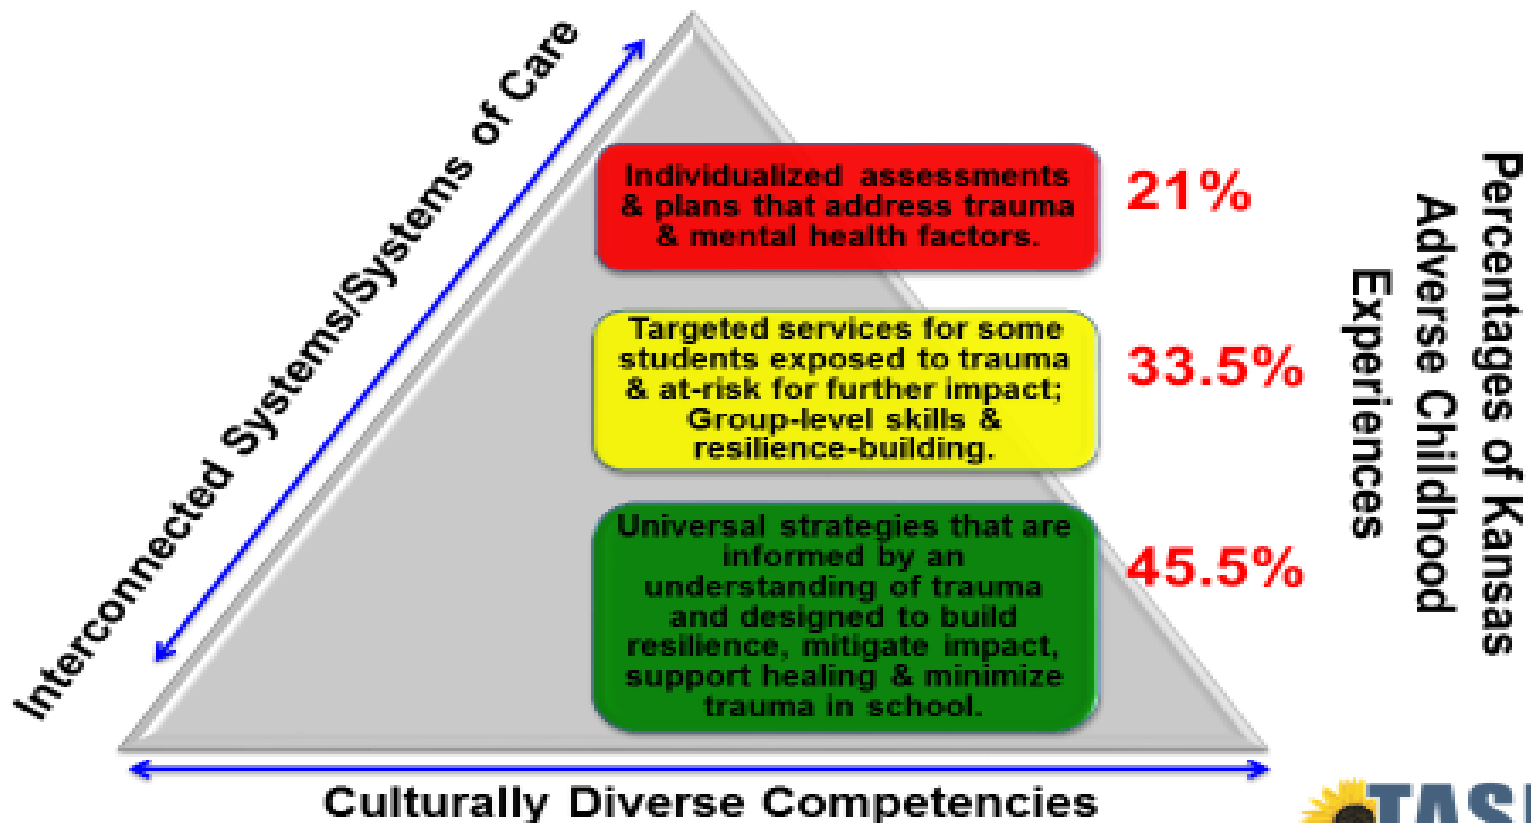 Interconnected Systems/Systems of Care
Individualized assessments
& plans that address trauma
& mental health factors.
21%
Targeted services for some
students exposed to trauma
& at-risk for further impact;
Group-level skills &
resilience-building.
33.5%
Universal strategies that are
informed by an
understanding of trauma
and designed to build
resilience, mitigate impact,
support healing & minimize
trauma in school.
45.5%
Percentages of Kansas
Adverse Childhood
Experiences
Culturally Diverse Competencies